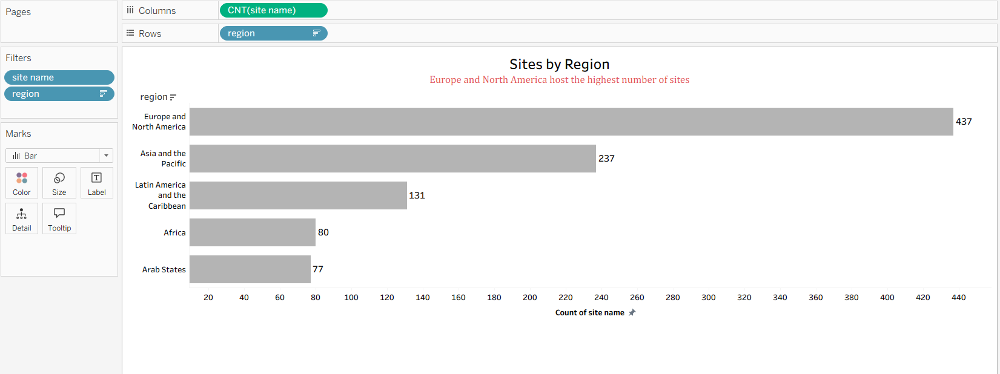 Pages
Columns
CNT(site name)
Rows
region
Filters
site name
region
Marks
Bar
Color
Size
Label
Detail
Tooltip
Sites by Region
Europe and North America host the highest number of sites
region
Europe and
North America
437
Asia and the
Pacific
237
Latin America
and the
Caribbean
131
Africa
80
Arab States
77
20 40 60 80 100 120 140 160 180 200 220 240 260 280 300 320 340 360 380 400 420 440
Count of site name